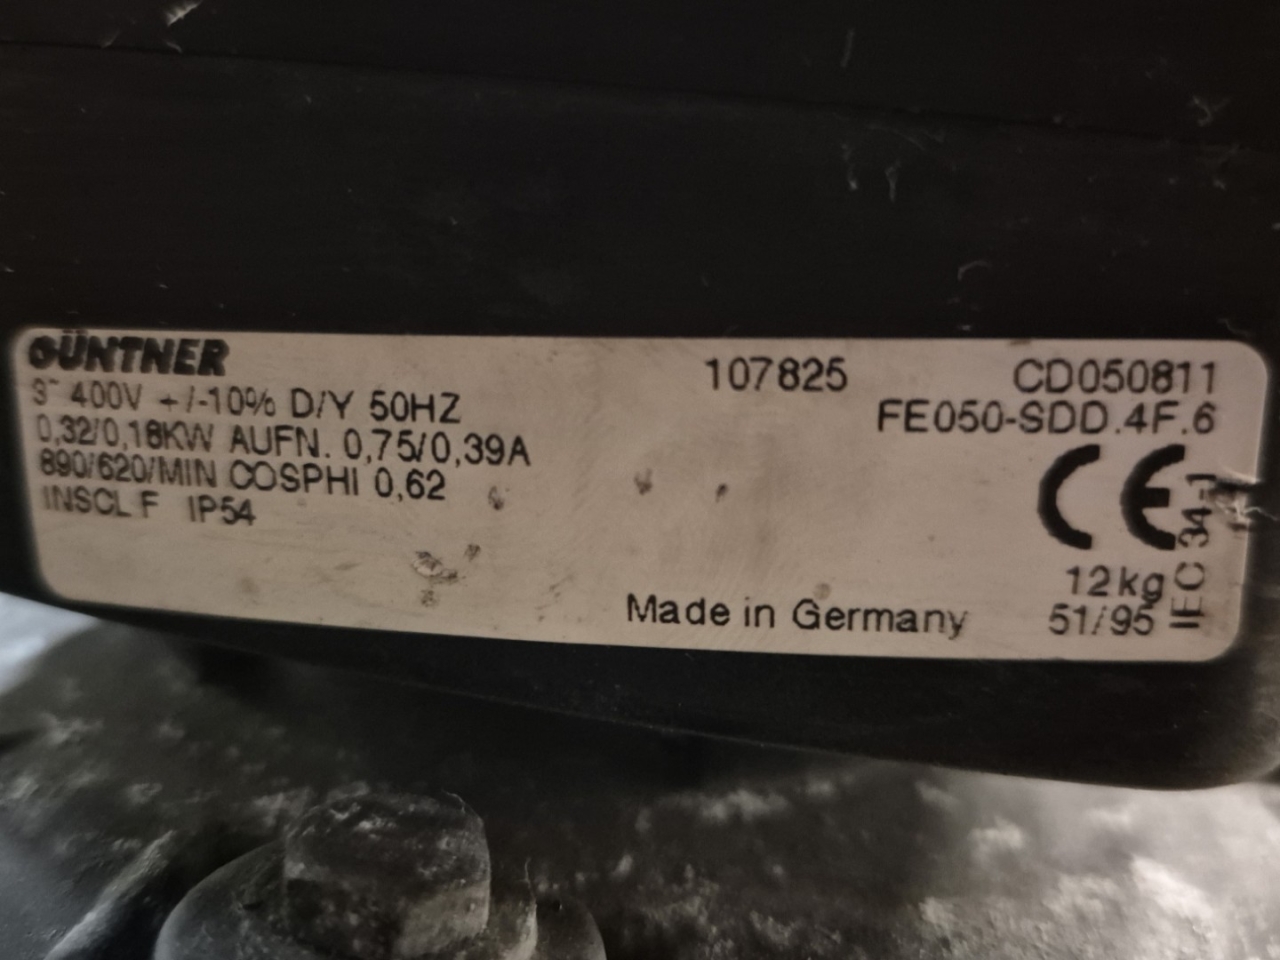 GÜNTNER
3~ 400V +/-10% D/Y 50HZ
0,32/0,18KW AUFN. 0,75/0,39A
890/620/MIN COSPHI 0,62
INSCL F IP54
107825
CD050811
FE050-SDD.4F.6
CE
IEC 34-1
12kg
51/95
Made in Germany